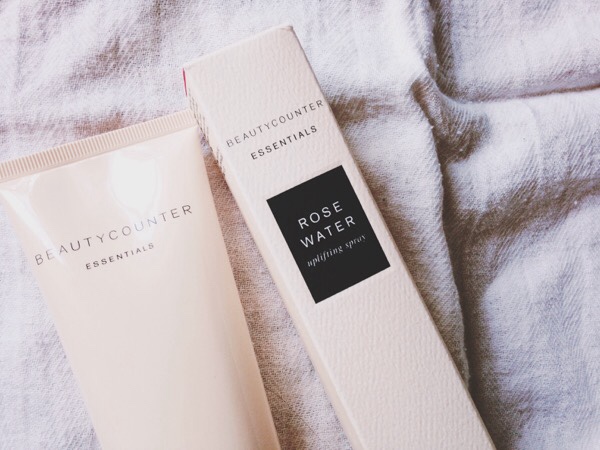 BEAUTYCOUNTER
ESSENTIALS
BEAUTYCOUNTER
ESSENTIALS
ROSE
WATER
uplifting spray